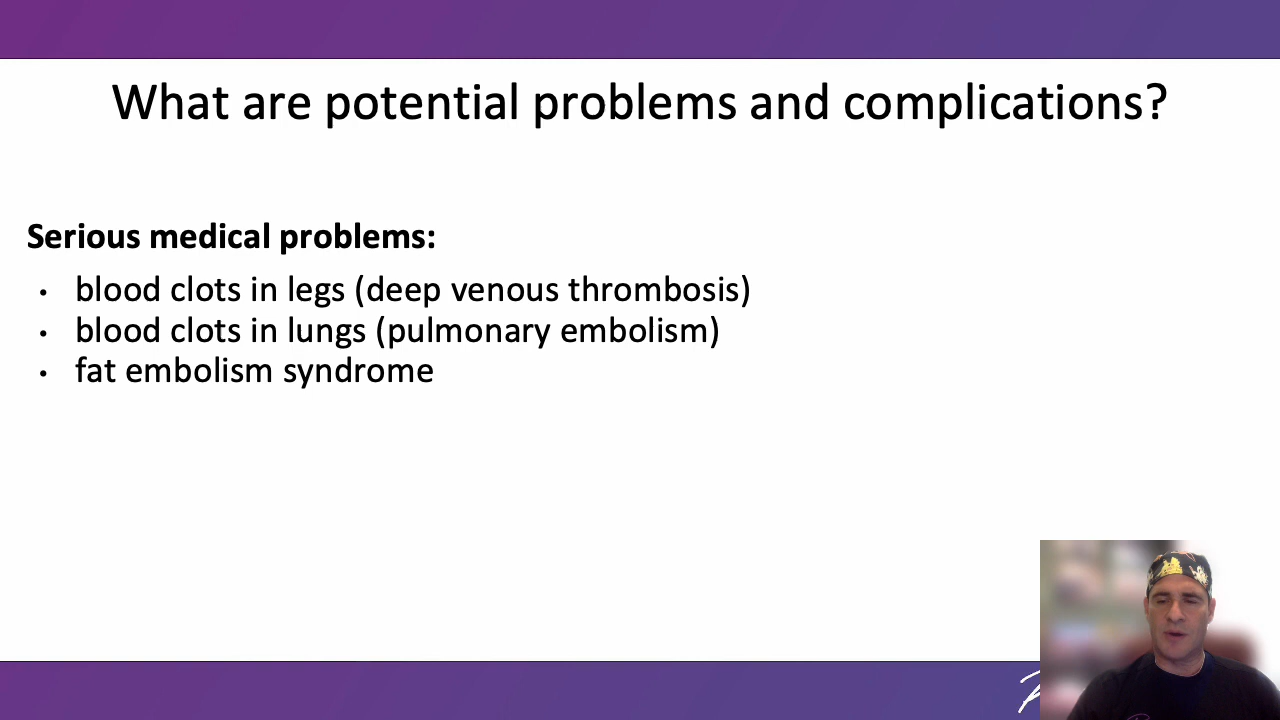 What are potential problems and complications?
Serious medical problems:
• blood clots in legs (deep venous thrombosis)
• blood clots in lungs (pulmonary embolism)
• fat embolism syndrome